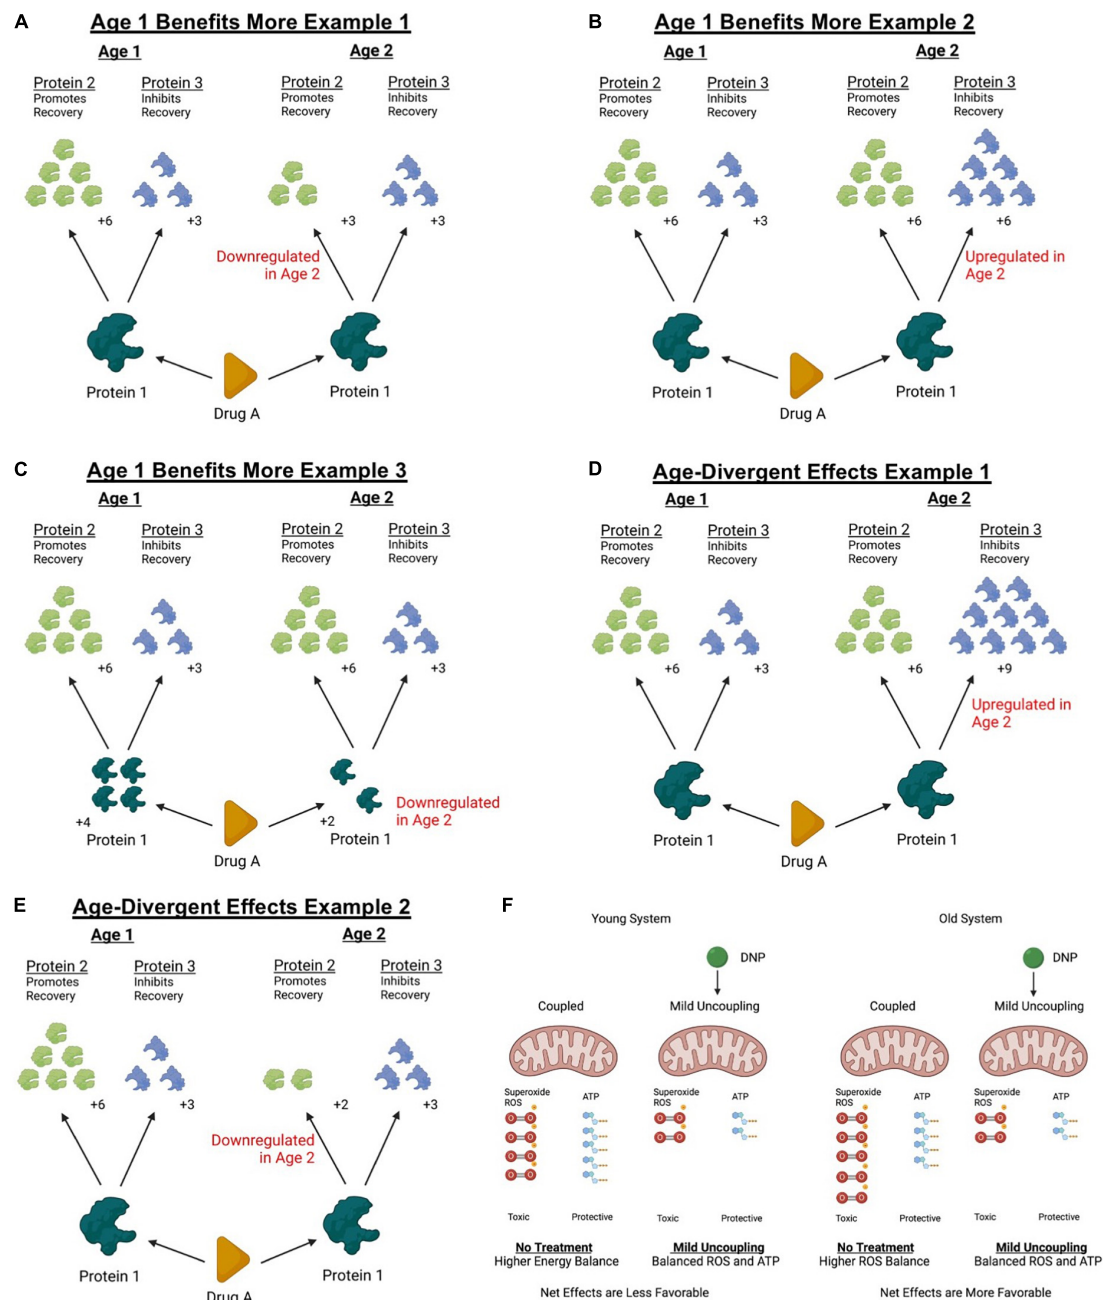 A
Age 1 Benefits More Example 1
Age 1
Age 2
Protein 2
Promotes
Recovery
Protein 3
Inhibits
Recovery
Protein 2
Promotes
Recovery
Protein 3
Inhibits
Recovery
+6
+3
+3
+3
Downregulated
in Age 2
Protein 1
Drug A
Protein 1
B
Age 1 Benefits More Example 2
Age 1
Age 2
Protein 2
Promotes
Recovery
Protein 3
Inhibits
Recovery
Protein 2
Promotes
Recovery
Protein 3
Inhibits
Recovery
+6
+3
+6
+6
Upregulated in
Age 2
Protein 1
Drug A
Protein 1
C
Age 1 Benefits More Example 3
Age 1
Age 2
Protein 2
Promotes
Recovery
Protein 3
Inhibits
Recovery
Protein 2
Promotes
Recovery
Protein 3
Inhibits
Recovery
+6
+3
+6
+3
+4
Protein 1
Drug A
+2
Protein 1
Downregulated
in Age 2
D
Age-Divergent Effects Example 1
Age 1
Age 2
Protein 2
Promotes
Recovery
Protein 3
Inhibits
Recovery
Protein 2
Promotes
Recovery
Protein 3
Inhibits
Recovery
+6
+3
+6
+9
Upregulated in
Age 2
Protein 1
Drug A
Protein 1
E
Age-Divergent Effects Example 2
Age 1
Age 2
Protein 2
Promotes
Recovery
Protein 3
Inhibits
Recovery
Protein 2
Promotes
Recovery
Protein 3
Inhibits
Recovery
+6
+3
+2
+3
Downregulated
in Age 2
Protein 1
Drug A
Protein 1
F
Young System
Old System
DNP
DNP
Coupled
Mild Uncoupling
Coupled
Mild Uncoupling
Superoxide
ROS
ATP
Superoxide
ROS
ATP
Superoxide
ROS
ATP
Superoxide
ROS
ATP
Toxic
Protective
Toxic
Protective
Toxic
Protective
Toxic
Protective
No Treatment
Higher Energy Balance
Mild Uncoupling
Balanced ROS and ATP
No Treatment
Higher ROS Balance
Mild Uncoupling
Balanced ROS and ATP
Net Effects are Less Favorable
Net Effects are More Favorable